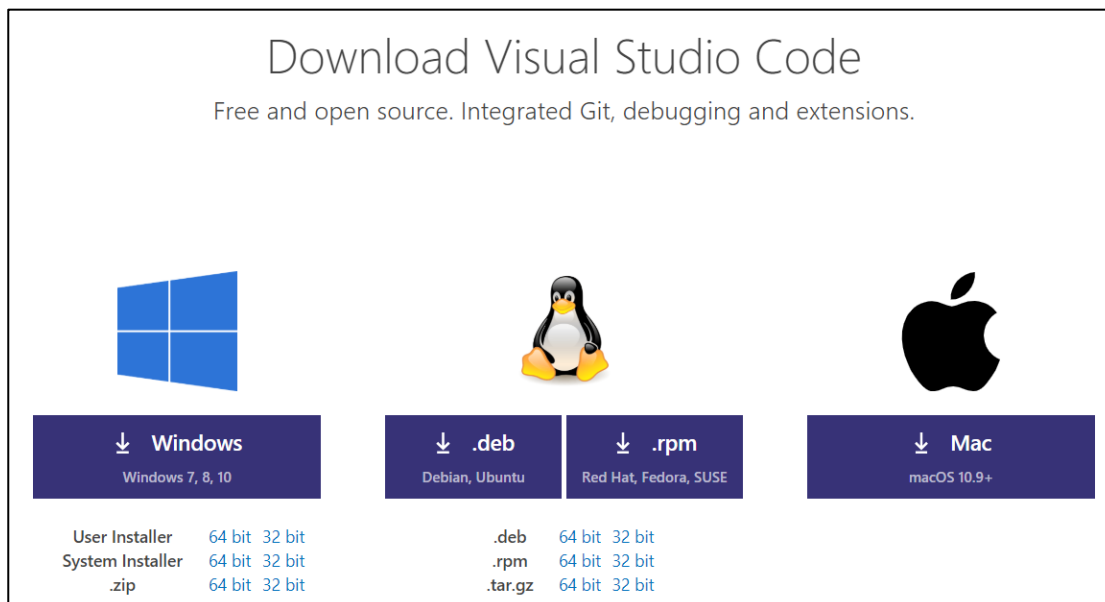 Download Visual Studio Code
Free and open source. Integrated Git, debugging and extensions.
Windows
Windows 7, 8, 10
User Installer 64 bit 32 bit
System Installer 64 bit 32 bit
.zip 64 bit 32 bit
.deb
Debian, Ubuntu
.rpm
Red Hat, Fedora, SUSE
.deb 64 bit 32 bit
.rpm 64 bit 32 bit
.tar.gz 64 bit 32 bit
Mac
macOS 10.9+